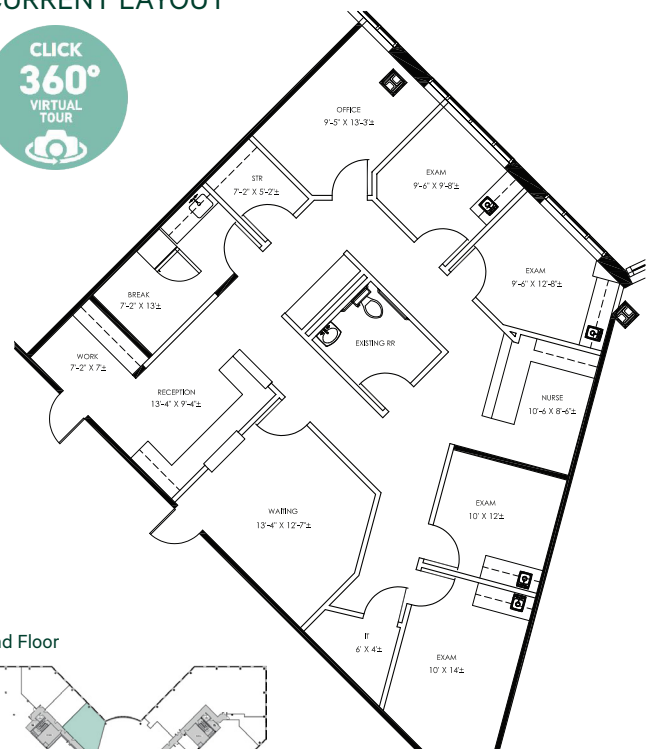 CURRENT LAYOUT
CLICK
360°
VIRTUAL
TOUR
OFFICE
9'-5" X 13'-3"±
EXAM
9'-6" X 9'-8"±
STR
7'-2" X 5'-2"±
EXAM
9'-6" X 12'-8"±
BREAK
7'-2" X 13'±
EXISTING RR
WORK
7'-2" X 7'±
RECEPTION
13'-4" X 9'-4"±
NURSE
10'-6 X 8'-6"±
WAITING
13'-4" X 12'-7"±
EXAM
10' X 12'±
IT
6' X 4'±
EXAM
10' X 14'±
d Floor